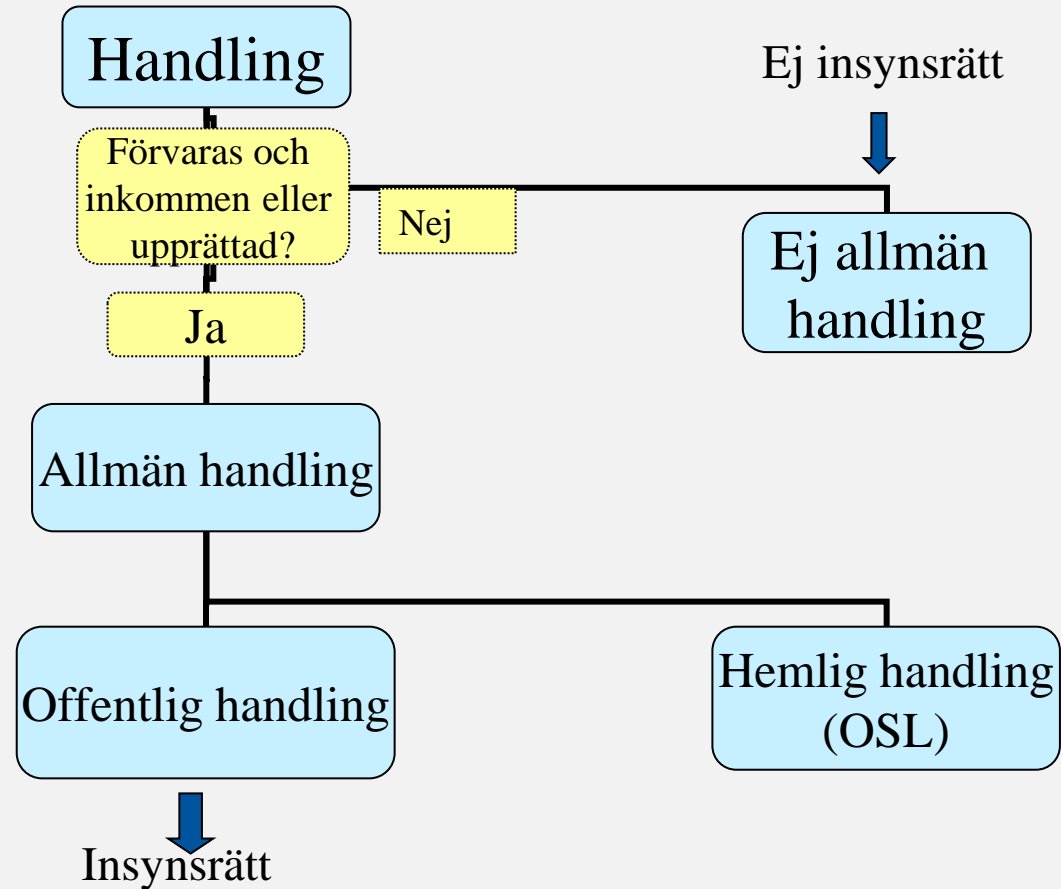 Handling
Ej insynsrätt
Förvaras och
inkommen eller
upprättad?
Nej
Ej allmän
handling
Ja
Allmän handling
Offentlig handling
Hemlig handling
(OSL)
Insynsrätt